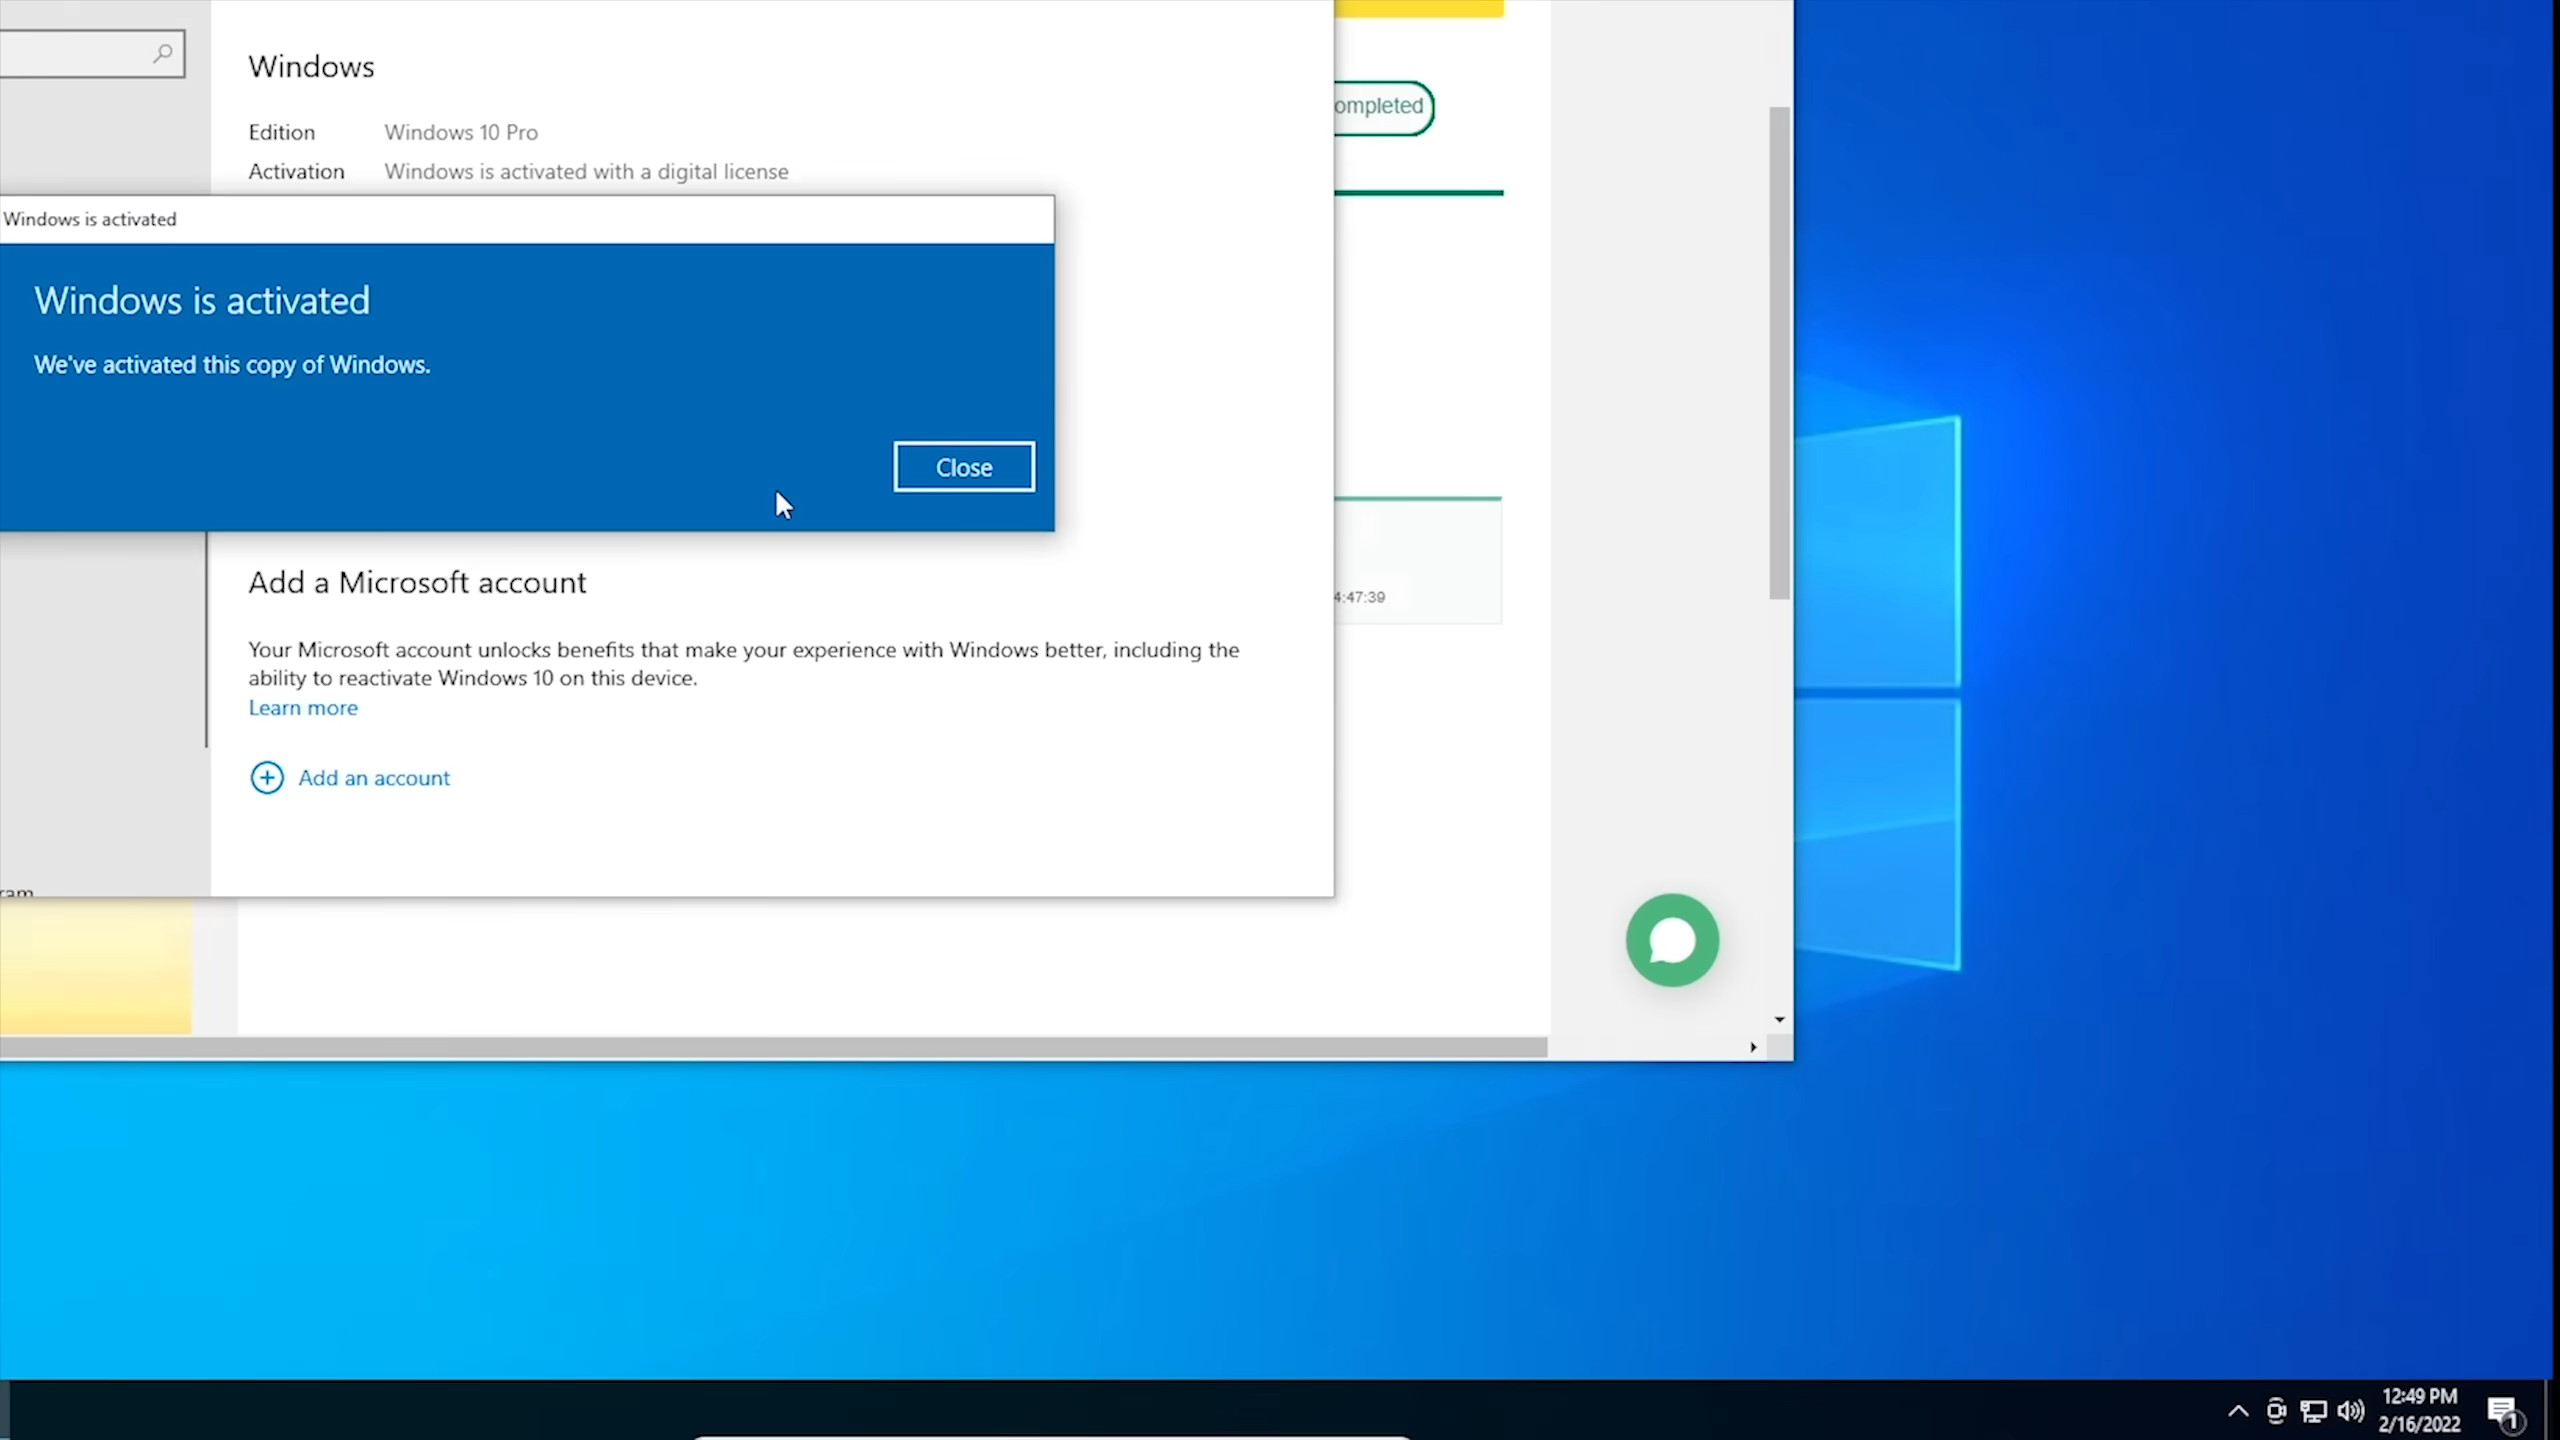 Windows
Edition Windows 10 Pro
Activation Windows is activated with a digital license
ompleted
Windows is activated
Windows is activated
We've activated this copy of Windows.
Close
Add a Microsoft account
4:47:39
Your Microsoft account unlocks benefits that make your experience with Windows better, including the
ability to reactivate Windows 10 on this device.
Learn more
Add an account
ram
12:49 PM
2/16/2022
1